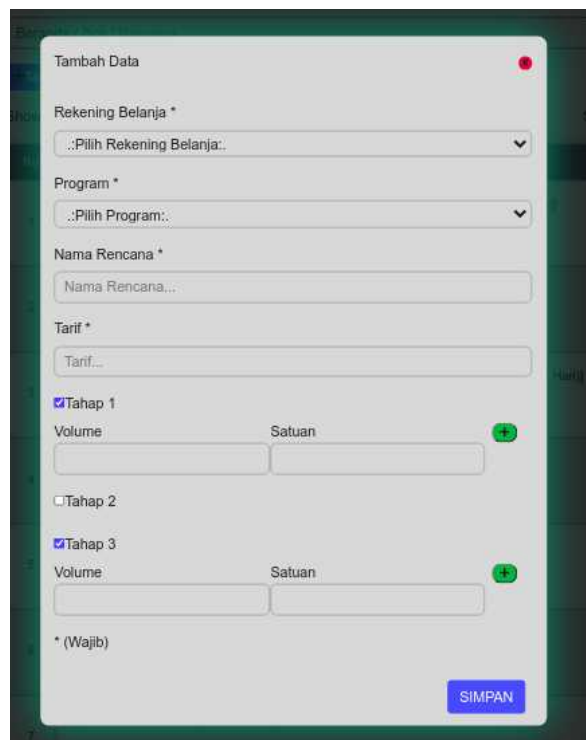 Tambah Data
Rekening Belanja *
.:Pilih Rekening Belanja:.
Program *
.:Pilih Program:.
Nama Rencana *
Nama Rencana...
Tarif *
Tarif...
Tahap 1
Volume Satuan
Tahap 2
Tahap 3
Volume Satuan
* (Wajib)
SIMPAN
7